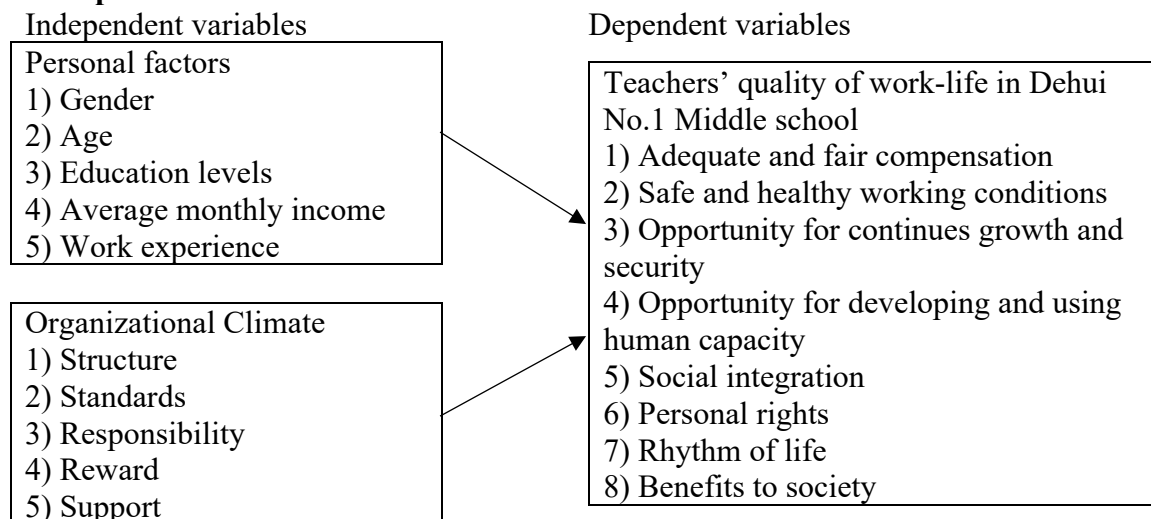 Independent variables
Personal factors
1) Gender
2) Age
3) Education levels
4) Average monthly income
5) Work experience
Organizational Climate
1) Structure
2) Standards
3) Responsibility
4) Reward
5) Support
Dependent variables
Teachers’ quality of work-life in Dehui
No.1 Middle school
1) Adequate and fair compensation
2) Safe and healthy working conditions
3) Opportunity for continues growth and
security
4) Opportunity for developing and using
human capacity
5) Social integration
6) Personal rights
7) Rhythm of life
8) Benefits to society